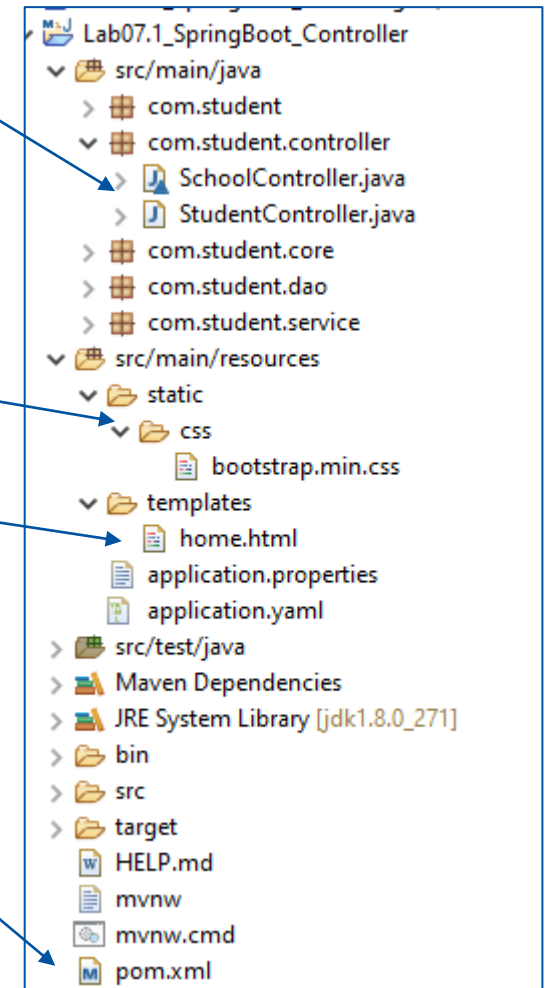 Lab07.1_SpringBoot_Controller
src/main/java
com.student
com.student.controller
SchoolController.java
StudentController.java
com.student.core
com.student.dao
com.student.service
src/main/resources
static
css
bootstrap.min.css
templates
home.html
application.properties
application.yaml
src/test/java
Maven Dependencies
JRE System Library [jdk1.8.0_271]
bin
src
target
HELP.md
mvnw
mvnw.cmd
pom.xml